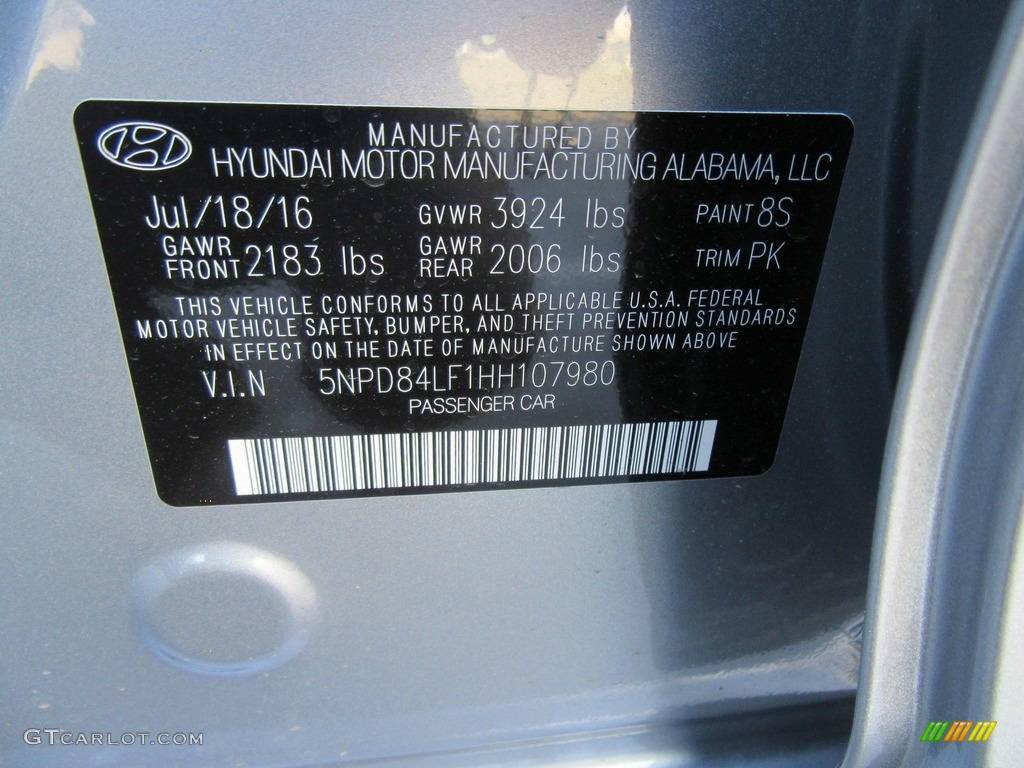 MANUFACTURED BY
HYUNDAI MOTOR MANUFACTURING ALABAMA, LLC
Jul/18/16 GVWR 3924 lbs PAINT 8S
GAWR FRONT 2183 lbs GAWR REAR 2006 lbs TRIM PK
THIS VEHICLE CONFORMS TO ALL APPLICABLE U.S.A. FEDERAL
MOTOR VEHICLE SAFETY, BUMPER, AND THEFT PREVENTION STANDARDS
IN EFFECT ON THE DATE OF MANUFACTURE SHOWN ABOVE
V.I.N 5NPD84LF1HH107980
PASSENGER CAR
GTCARLOT.COM